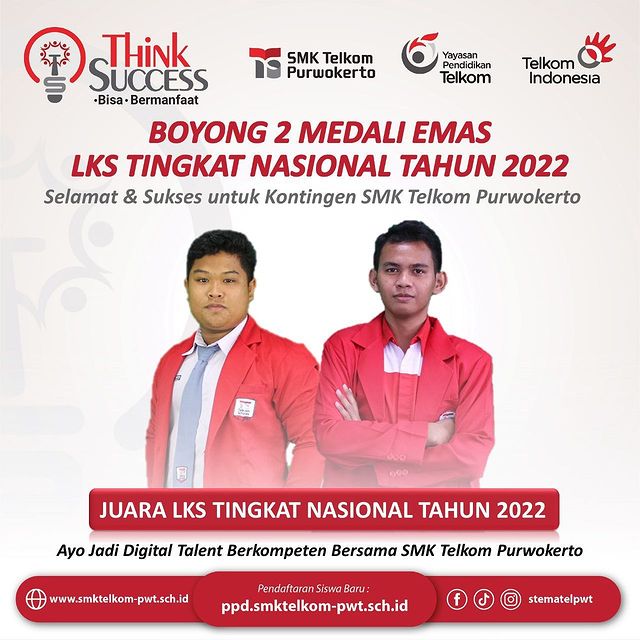 Think
Success
•Bisa•Bermanfaat
SMK Telkom
Purwokerto
Yayasan
Pendidikan
Telkom
Telkom
Indonesia
BOYONG 2 MEDALI EMAS
LKS TINGKAT NASIONAL TAHUN 2022
Selamat & Sukses untuk Kontingen SMK Telkom Purwokerto
JUARA LKS TINGKAT NASIONAL TAHUN 2022
Ayo Jadi Digital Talent Berkompeten Bersama SMK Telkom Purwokerto
www.smktelkom-pwt.sch.id
Pendaftaran Siswa Baru :
ppd.smktelkom-pwt.sch.id
stematelpwt